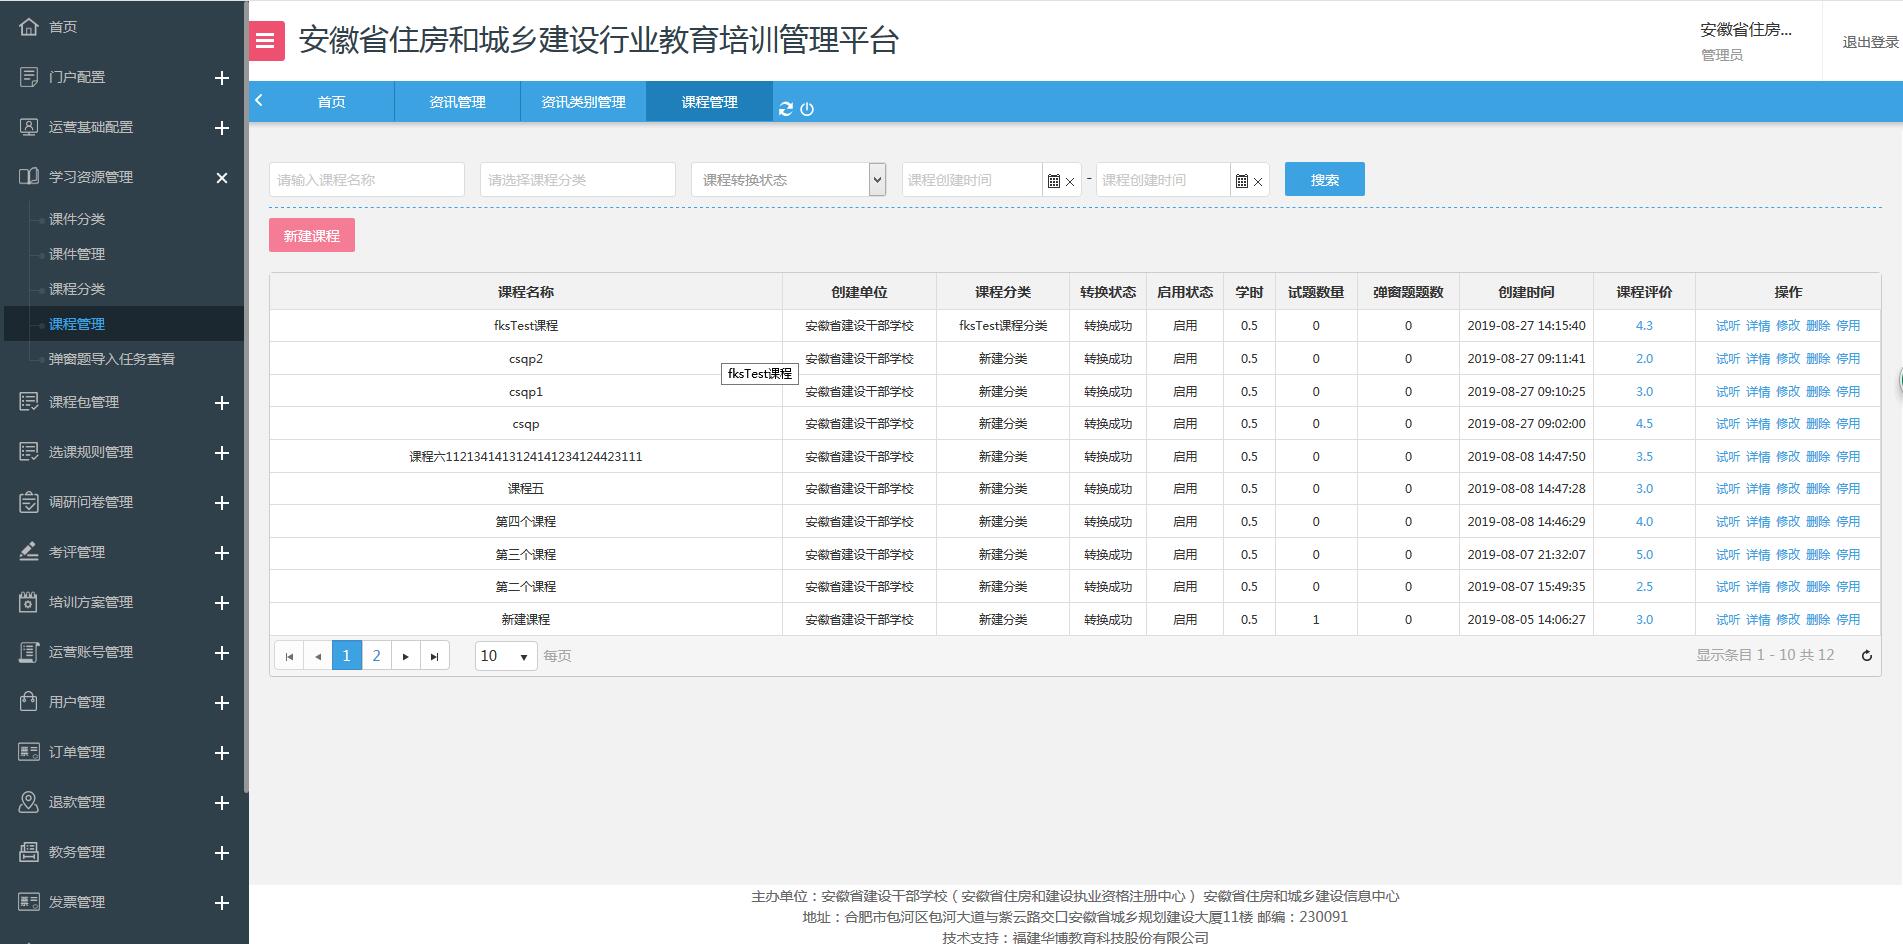 首页
门户配置
运营基础配置
学习资源管理
课件分类
课件管理
课程分类
课程管理
弹窗题导入任务查看
课程包管理
选课规则管理
调研问卷管理
考评管理
培训方案管理
运营账号管理
用户管理
订单管理
退款管理
教务管理
发票管理
安徽省住房和城乡建设行业教育培训管理平台
安徽省住房...
管理员
退出登录
首页 资讯管理 资讯类别管理 课程管理
请输入课程名称 请选择课程分类 课程转换状态 课程创建时间 - 课程创建时间 搜索
新建课程
课程名称 创建单位 课程分类 转换状态 启用状态 学时 试题数量 弹窗题题数 创建时间 课程评价 操作
fksTest课程 安徽省建设干部学校 fksTest课程分类 转换成功 启用 0.5 0 0 2019-08-27 14:15:40 4.3 试听 详情 修改 删除 停用
csqp2 安徽省建设干部学校 新建分类 转换成功 启用 0.5 0 0 2019-08-27 09:11:41 2.0 试听 详情 修改 删除 停用
fksTest课程
csqp1 安徽省建设干部学校 新建分类 转换成功 启用 0.5 0 0 2019-08-27 09:10:25 3.0 试听 详情 修改 删除 停用
csqp 安徽省建设干部学校 新建分类 转换成功 启用 0.5 0 0 2019-08-27 09:02:00 4.5 试听 详情 修改 删除 停用
课程六1121341413124141234124423111 安徽省建设干部学校 新建分类 转换成功 启用 0.5 0 0 2019-08-08 14:47:50 3.5 试听 详情 修改 删除 停用
课程五 安徽省建设干部学校 新建分类 转换成功 启用 0.5 0 0 2019-08-08 14:47:28 3.0 试听 详情 修改 删除 停用
第四个课程 安徽省建设干部学校 新建分类 转换成功 启用 0.5 0 0 2019-08-08 14:46:29 4.0 试听 详情 修改 删除 停用
第三个课程 安徽省建设干部学校 新建分类 转换成功 启用 0.5 0 0 2019-08-07 21:32:07 5.0 试听 详情 修改 删除 停用
第二个课程 安徽省建设干部学校 新建分类 转换成功 启用 0.5 0 0 2019-08-07 15:49:35 2.5 试听 详情 修改 删除 停用
新建课程 安徽省建设干部学校 新建分类 转换成功 启用 0.5 1 0 2019-08-05 14:06:27 3.0 试听 详情 修改 删除 停用
1 2 10 每页 显示条目 1 - 10 共 12
主办单位：安徽省建设干部学校（安徽省住房和建设执业资格注册中心） 安徽省住房和城乡建设信息中心
地址：合肥市包河区包河大道与紫云路交口安徽省城乡规划建设大厦11楼 邮编：230091
技术支持：福建华博教育科技股份有限公司